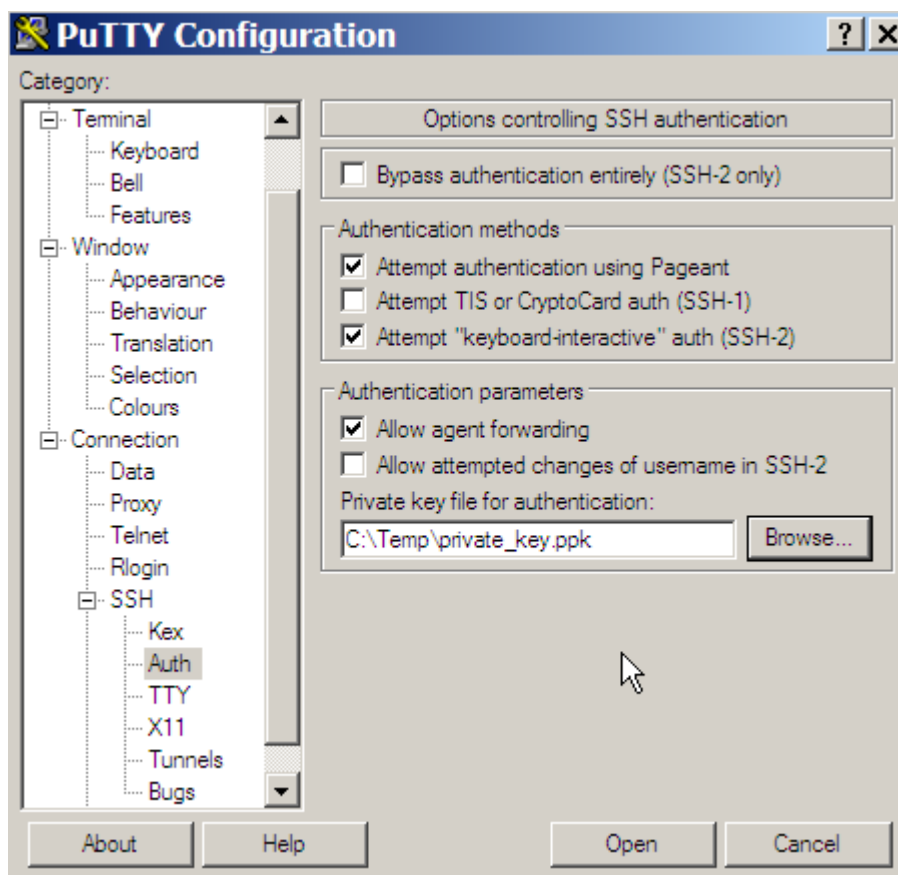 PuTTY Configuration
?
Category:
Terminal
Keyboard
Bell
Features
Window
Appearance
Behaviour
Translation
Selection
Colours
Connection
Data
Proxy
Telnet
Rlogin
SSH
Kex
Auth
TTY
X11
Tunnels
Bugs
Options controlling SSH authentication
Bypass authentication entirely (SSH-2 only)
Authentication methods
Attempt authentication using Pageant
Attempt TIS or CryptoCard auth (SSH-1)
Attempt "keyboard-interactive" auth (SSH-2)
Authentication parameters
Allow agent forwarding
Allow attempted changes of username in SSH-2
Private key file for authentication:
C:\Temp\private_key.ppk
Browse...
About
Help
Open
Cancel